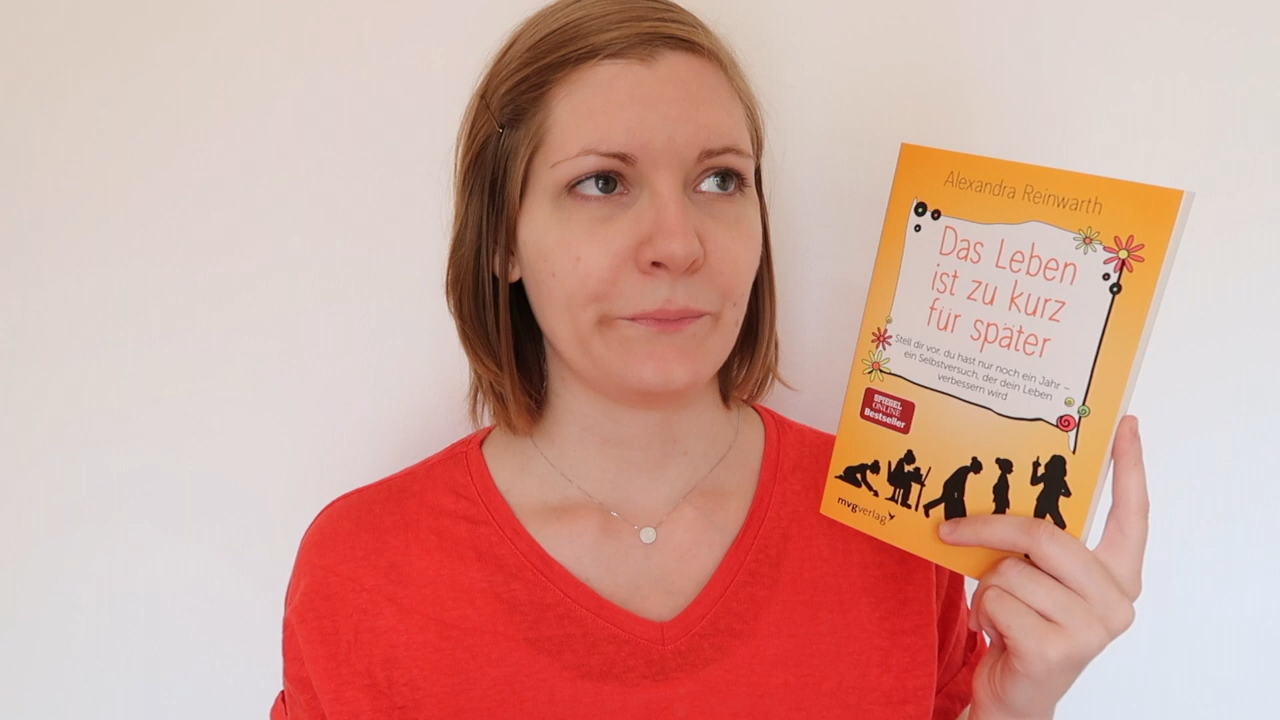 Alexandra Reinwarth
Das Leben
ist zu kurz
für später
Stell dir vor, du hast nur noch ein Jahr –
ein Selbstversuch, der dein Leben
verbessern wird
SPIEGEL
ONLINE
Bestseller
mvgverlag